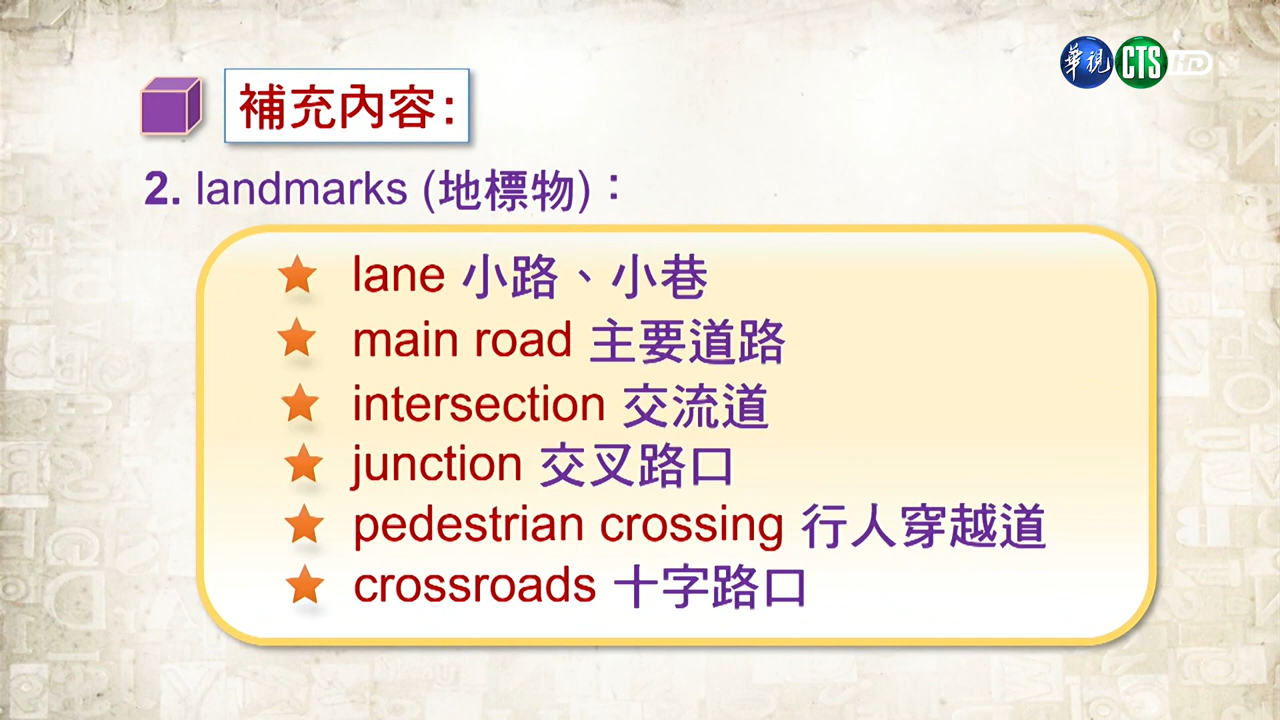 華視 CTS HD
補充內容:
2. landmarks (地標物)：
lane 小路、小巷
main road 主要道路
intersection 交流道
junction 交叉路口
pedestrian crossing 行人穿越道
crossroads 十字路口